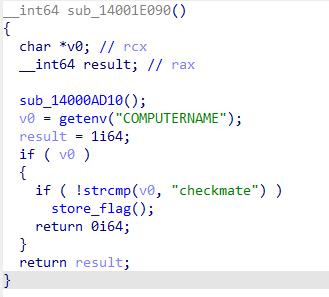 __int64 sub_14001E090()
{
  char *v0; // rcx
  __int64 result; // rax

  sub_14000AD10();
  v0 = getenv("COMPUTERNAME");
  result = 1i64;
  if ( v0 )
  {
    if ( !strcmp(v0, "checkmate") )
      store_flag();
    return 0i64;
  }
  return result;
}